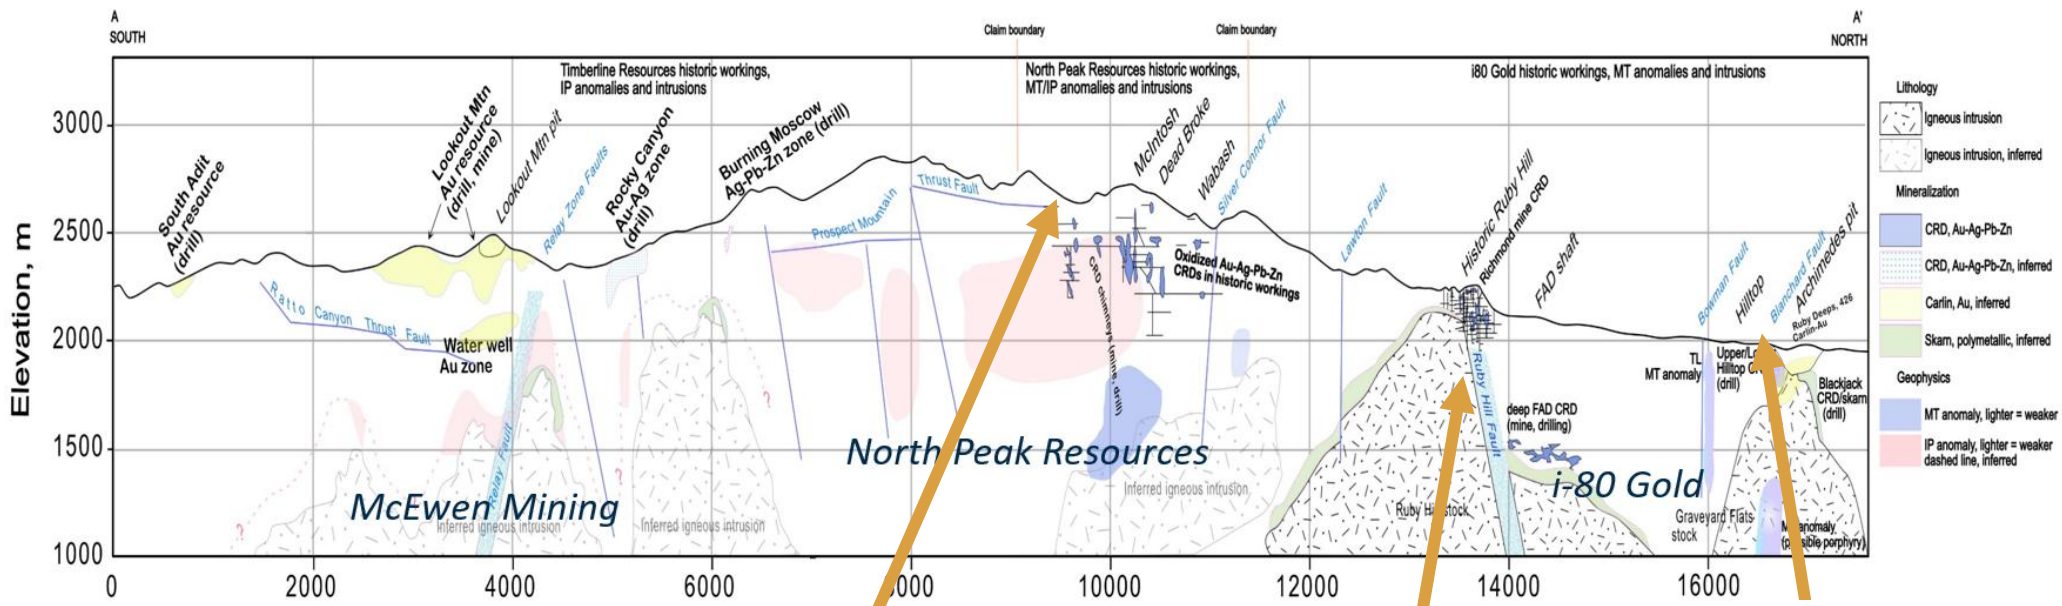 A
SOUTH
Claim boundary
Claim boundary
A'
NORTH
Timberline Resources historic workings,
IP anomalies and intrusions
North Peak Resources historic workings,
MT/IP anomalies and intrusions
i80 Gold historic workings, MT anomalies and intrusions
Elevation, m
3000
2500
2000
1500
1000
South Adit
Au resource
(drill)
Lookout Mtn
Au resource
(drill, mine)
Lookout Mtn pit
Relay Zone Faults
Rocky Canyon
Au-Ag zone
(drill)
Burning Moscow
Ag-Pb-Zn zone (drill)
Prospect Mountain
Thrust Fault
McIntosh
Dead Broke
Wabash
Silver Connor Fault
Lawton Fault
Historic Ruby Hill
Richmond mine CRD
FAD shaft
Bowman Fault
Hilltop
Blanchard Fault
Archimedes pit
Ruby Deeps, 426
Carlin-Au
Ratto Canyon Thrust Fault
Water well
Au zone
Relay Fault
CRD chimneys (mine, drill)
Oxidized Au-Ag-Pb-Zn
CRDs in historic workings
Ruby Hill Fault
deep FAD CRD
(mine, drilling)
TL
MT anomaly
Hilltop
(drill)
Blackjack
CRD/skarn
(drill)
?
?
?
McEwen Mining
North Peak Resources
i-80 Gold
Inferred igneous intrusion
Inferred igneous intrusion
Inferred igneous intrusion
Graveyard Flats
stock
(possible porphyry)
0
2000
4000
6000
10000
12000
14000
16000
Lithology
Igneous intrusion
Igneous intrusion, inferred
Mineralization
CRD, Au-Ag-Pb-Zn
CRD, Au-Ag-Pb-Zn, inferred
Carlin, Au, inferred
Skarn, polymetallic, inferred
Geophysics
MT anomaly, lighter = weaker
IP anomaly, lighter = weaker
dashed line, inferred